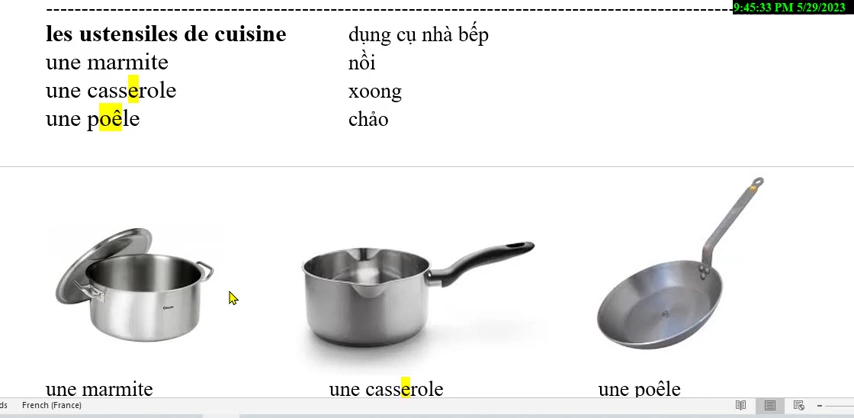 9:45:33 PM 5/29/2023
les ustensiles de cuisine dụng cụ nhà bếp
une marmite nồi
une casserole xoong
une poêle chảo
une marmite une casserole une poêle
ds French (France)